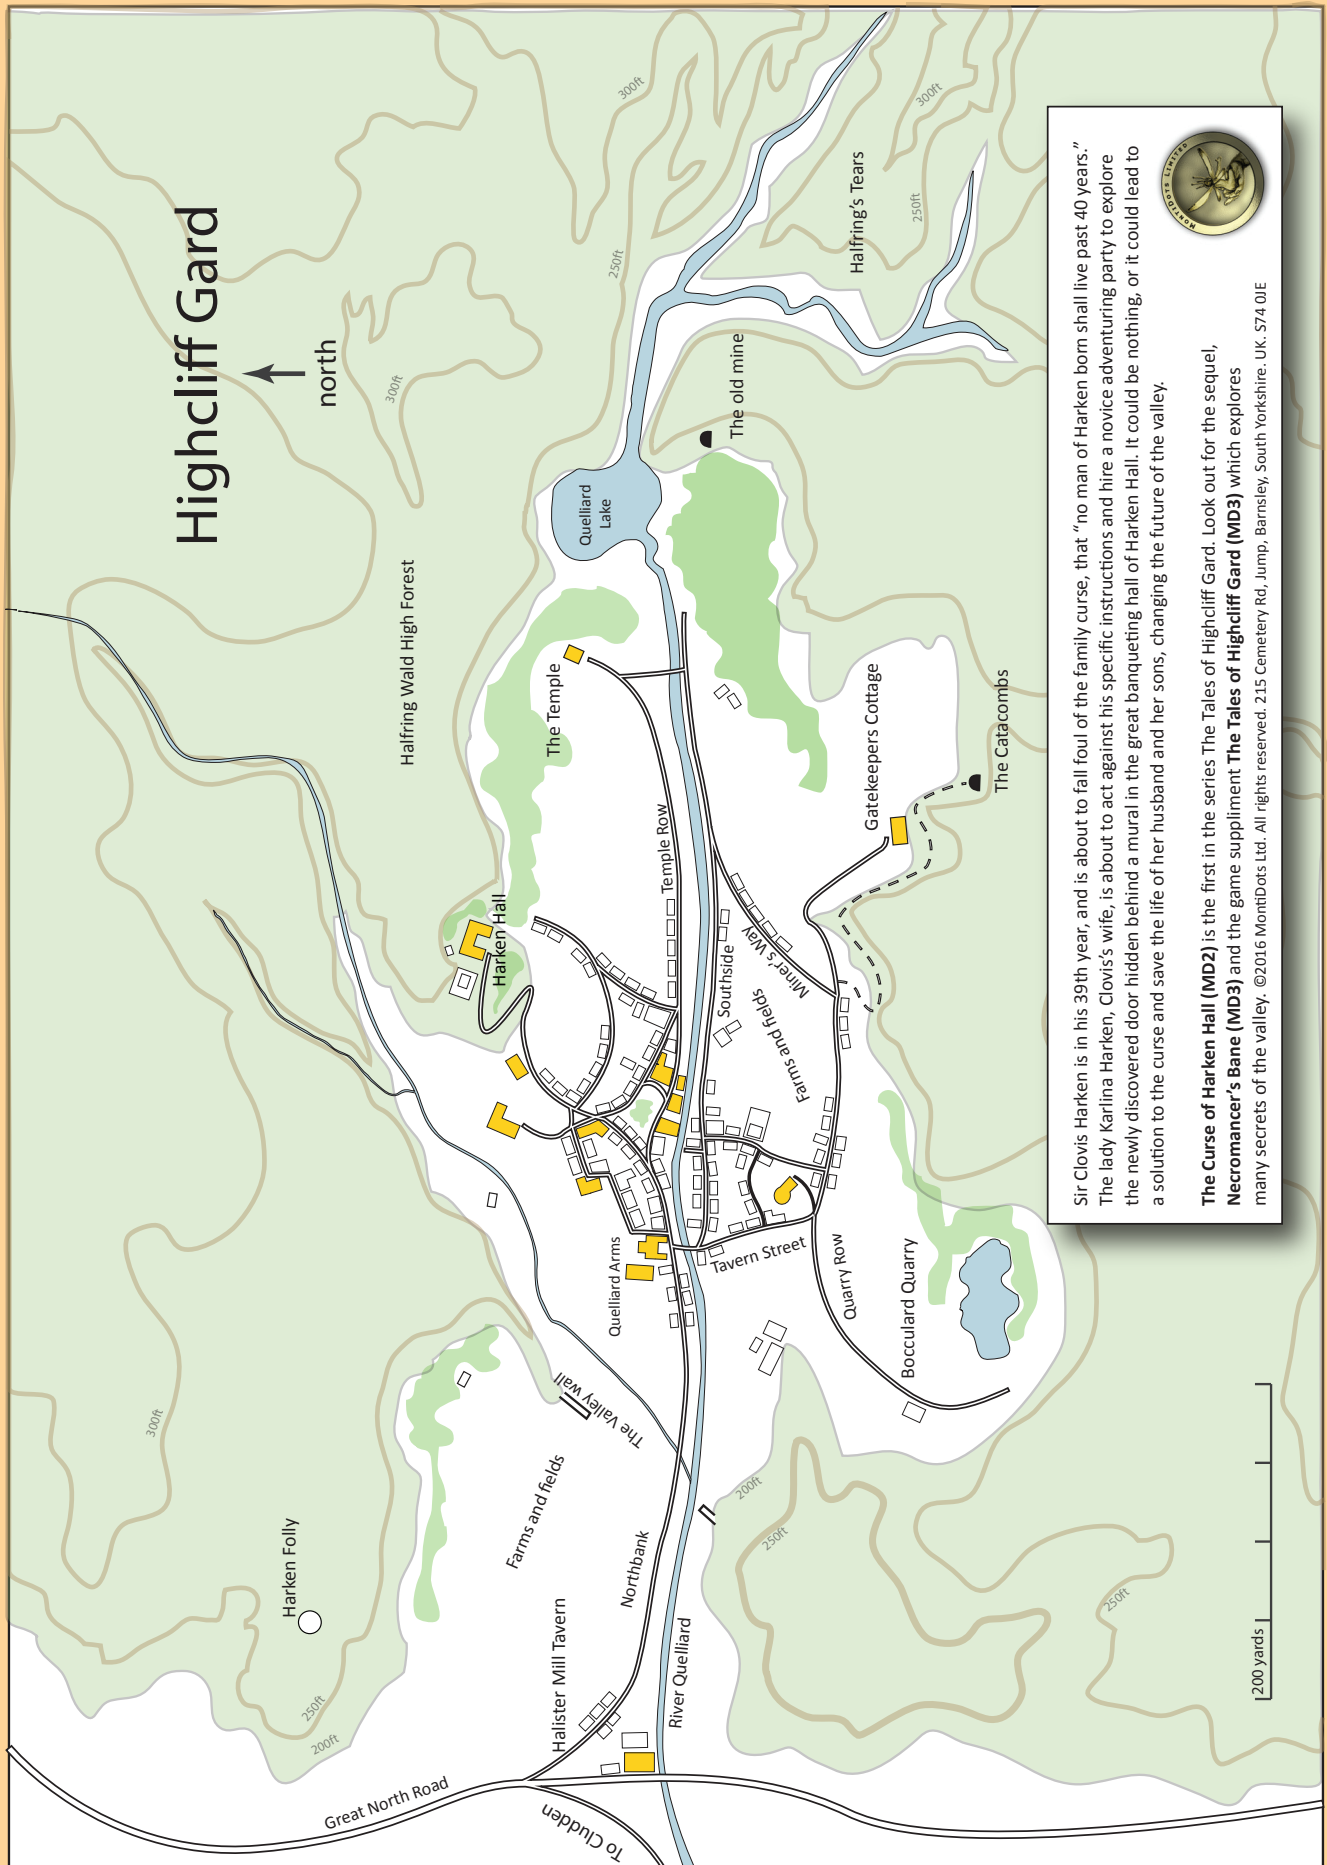 Highcliff Gard
north
300ft
300ft
250ft
300ft
250ft
Halfring's Tears
The old mine
Quelliard
Lake
Halfring Wald High Forest
The Temple
Temple Row
Harken Hall
Gatekeepers Cottage
The Catacombs
Miner's Way
Southside
Farms and fields
Quelliard Arms
Tavern Street
Quarry Row
Bocculard Quarry
The Valley wall
Farms and fields
Northbank
Harken Folly
300ft
250ft
200ft
Halister Mill Tavern
River Quelliard
Great North Road
To Cludden
200ft
250ft
250ft
200 yards
Sir Clovis Harken is in his 39th year, and is about to fall foul of the family curse, that “no man of Harken born shall live past 40 years.”
The lady Karlina Harken, Clovis’s wife, is about to act against his specific instructions and hire a novice adventuring party to explore
the newly discovered door hidden behind a mural in the great banqueting hall of Harken Hall. It could be nothing, or it could lead to
a solution to the curse and save the life of her husband and her sons, changing the future of the valley.
The Curse of Harken Hall (MD2) is the first in the series The Tales of Highcliff Gard. Look out for the sequel,
Necromancer’s Bane (MD3) and the game suppliment The Tales of Highcliff Gard (MD3) which explores
many secrets of the valley. ©2016 MontiDots Ltd. All rights reserved. 215 Cemetery Rd, Jump, Barnsley, South Yorkshire. UK. S74 0JE
MONTIDOTS LIMITED